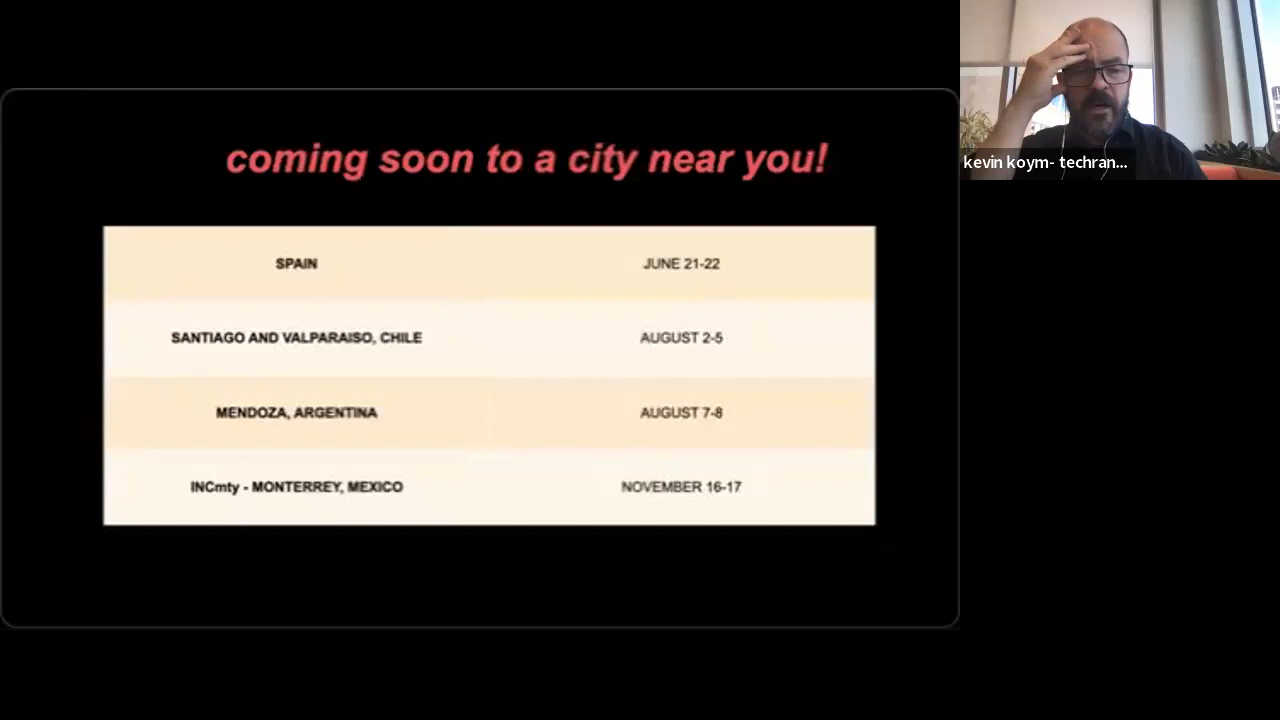 coming soon to a city near you!
SPAIN JUNE 21-22
SANTIAGO AND VALPARAISO, CHILE AUGUST 2-5
MENDOZA, ARGENTINA AUGUST 7-8
INCmty - MONTERREY, MEXICO NOVEMBER 16-17
kevin koym- techran...